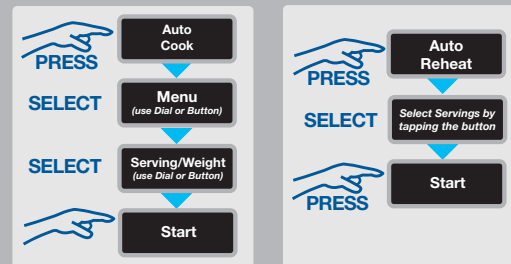 PRESS
Auto
Cook
SELECT
Menu
(use Dial or Button)
SELECT
Serving/Weight
(use Dial or Button)
Start
PRESS
Auto
Reheat
SELECT
Select Servings by
tapping the button
PRESS
Start